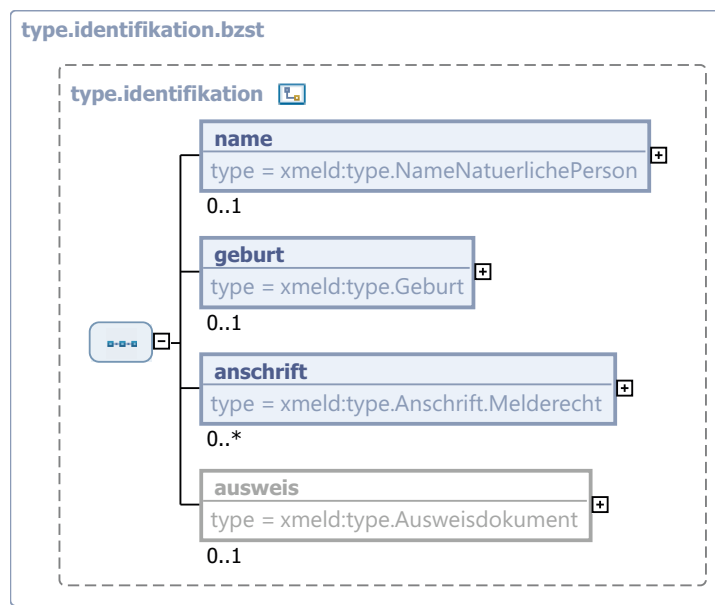 type.identifikation.bzst
type.identifikation
name
type = xmeld:type.NameNatuerlichePerson
0..1
geburt
type = xmeld:type.Geburt
0..1
anschrift
type = xmeld:type.Anschrift.Melderecht
0..*
ausweis
type = xmeld:type.Ausweisdokument
0..1